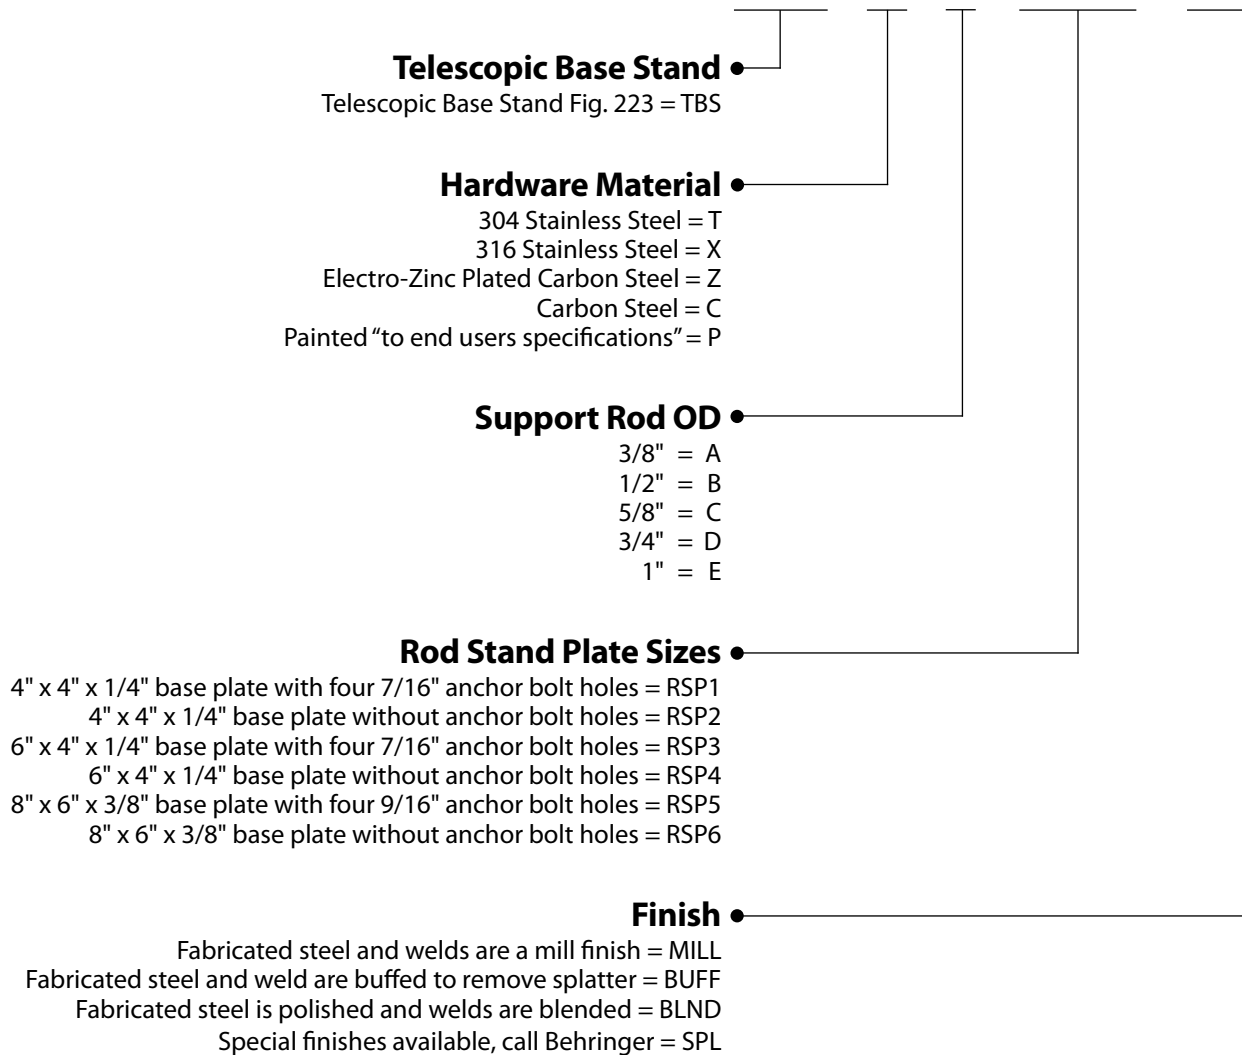 Telescopic Base Stand
Telescopic Base Stand Fig. 223 = TBS
Hardware Material
304 Stainless Steel = T
316 Stainless Steel = X
Electro-Zinc Plated Carbon Steel = Z
Carbon Steel = C
Painted “to end users specifications” = P
Support Rod OD
3/8" = A
1/2" = B
5/8" = C
3/4" = D
1" = E
Rod Stand Plate Sizes
4" x 4" x 1/4" base plate with four 7/16" anchor bolt holes = RSP1
4" x 4" x 1/4" base plate without anchor bolt holes = RSP2
6" x 4" x 1/4" base plate with four 7/16" anchor bolt holes = RSP3
6" x 4" x 1/4" base plate without anchor bolt holes = RSP4
8" x 6" x 3/8" base plate with four 9/16" anchor bolt holes = RSP5
8" x 6" x 3/8" base plate without anchor bolt holes = RSP6
Finish
Fabricated steel and welds are a mill finish = MILL
Fabricated steel and weld are buffed to remove splatter = BUFF
Fabricated steel is polished and welds are blended = BLND
Special finishes available, call Behringer = SPL